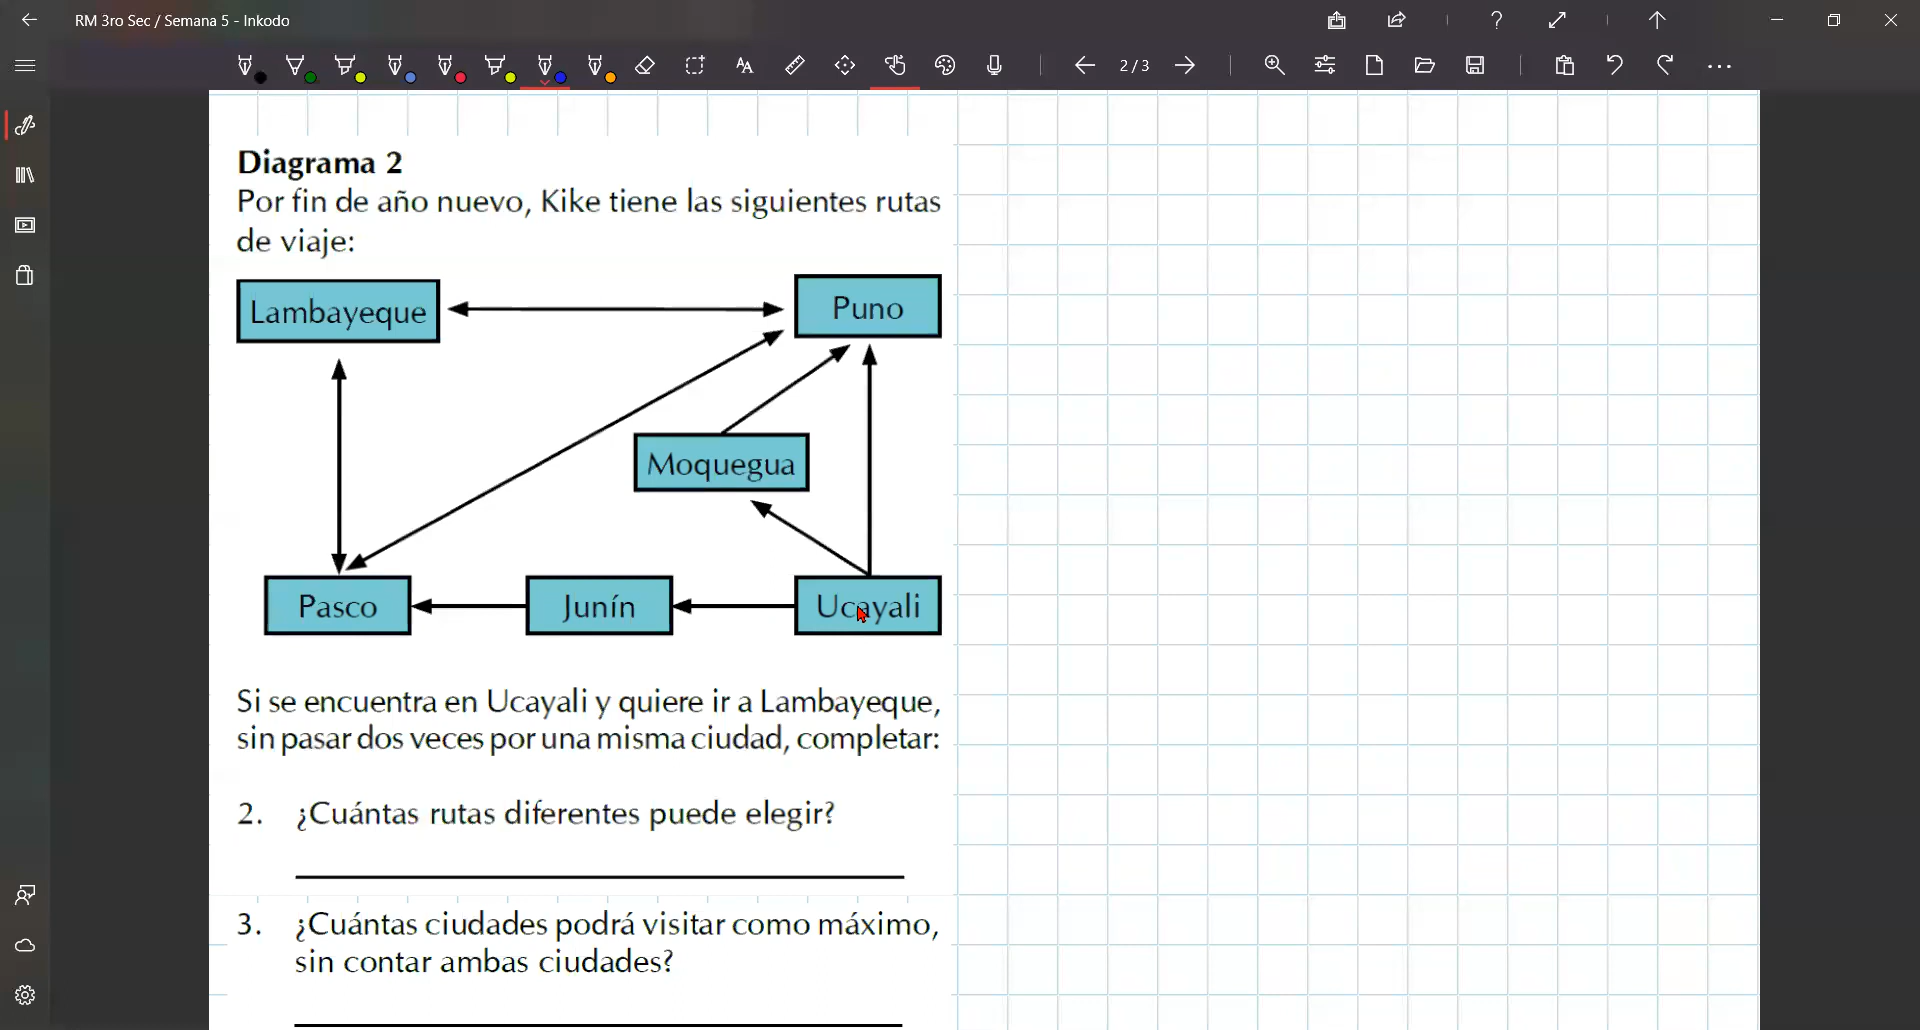 RM 3ro Sec / Semana 5 - Inkodo
2 / 3
Diagrama 2
Por fin de año nuevo, Kike tiene las siguientes rutas
de viaje:
Lambayeque
Puno
Moquegua
Pasco
Junín
Ucayali
Si se encuentra en Ucayali y quiere ir a Lambayeque,
sin pasar dos veces por una misma ciudad, completar:
2. ¿Cuántas rutas diferentes puede elegir?
3. ¿Cuántas ciudades podrá visitar como máximo,
sin contar ambas ciudades?